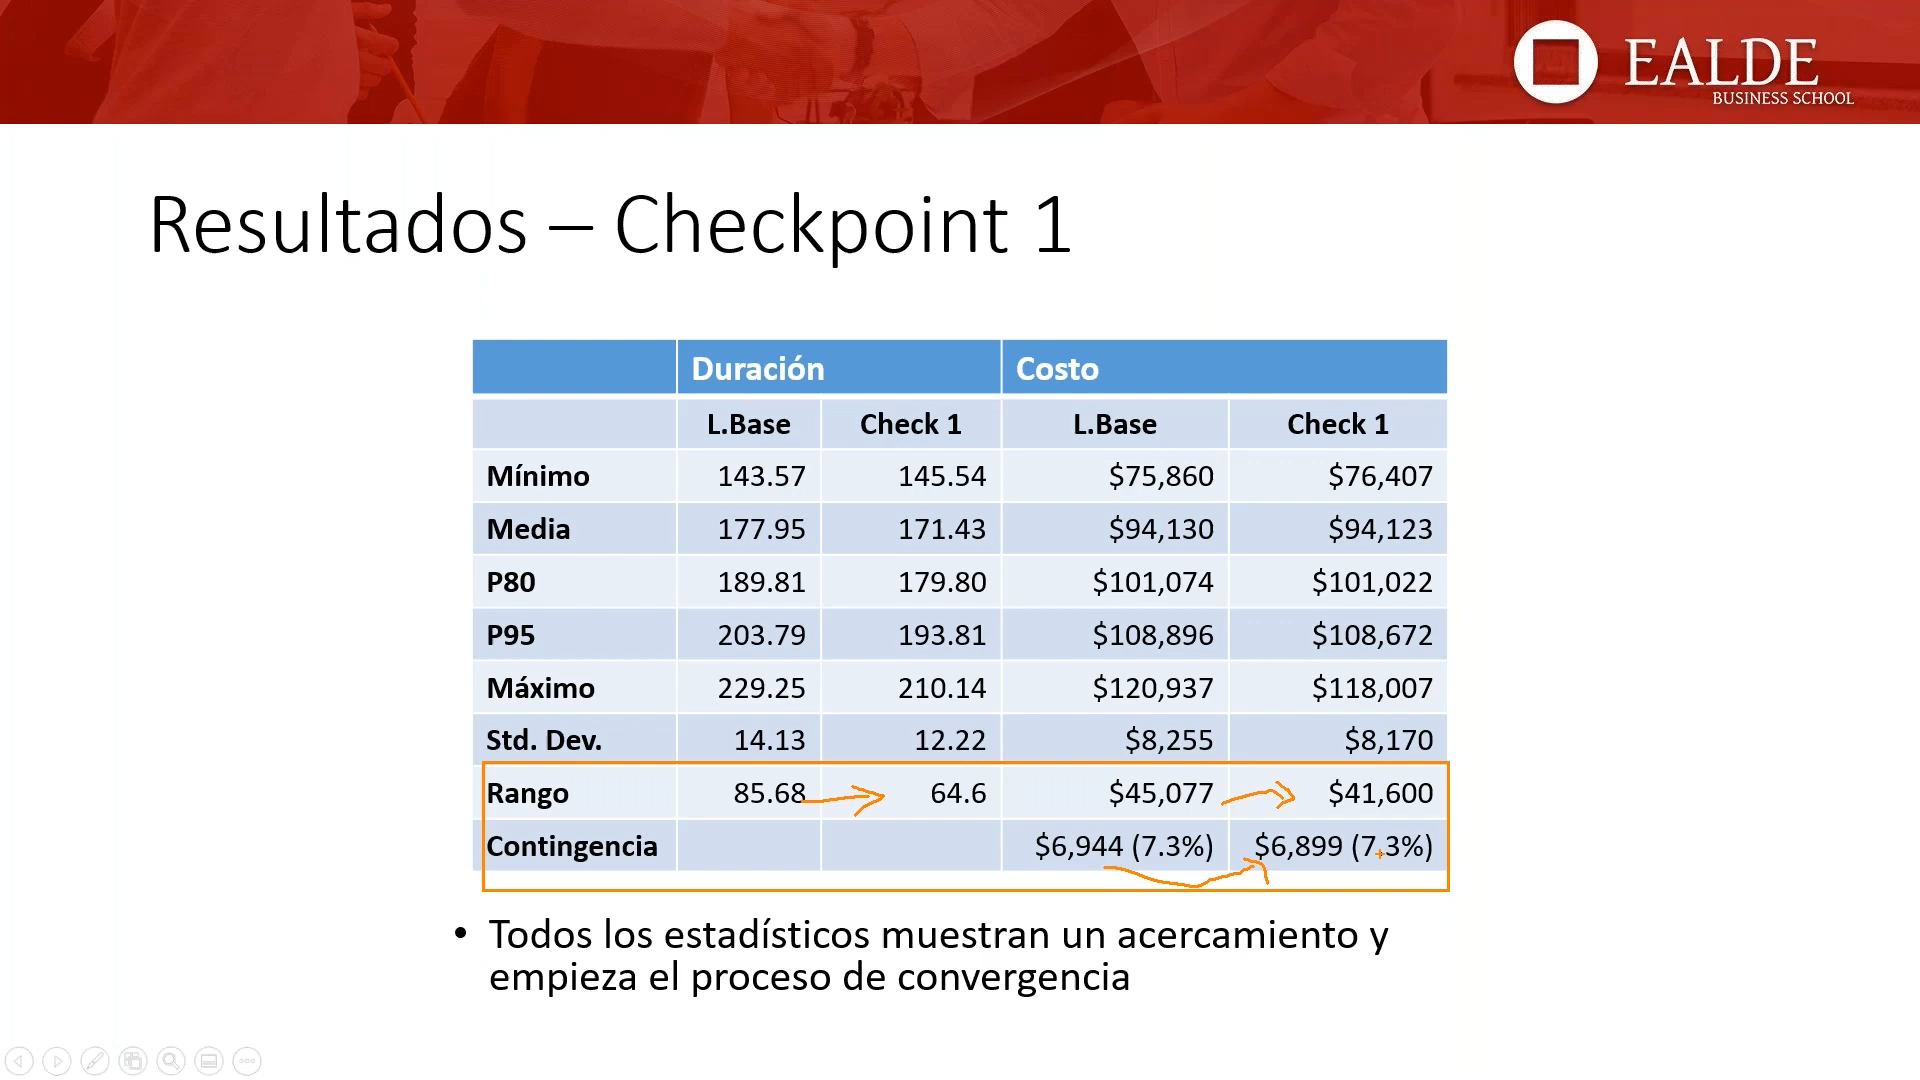 EALDE
BUSINESS SCHOOL
Resultados – Checkpoint 1
Duración Costo
L.Base Check 1 L.Base Check 1
Mínimo 143.57 145.54 $75,860 $76,407
Media 177.95 171.43 $94,130 $94,123
P80 189.81 179.80 $101,074 $101,022
P95 203.79 193.81 $108,896 $108,672
Máximo 229.25 210.14 $120,937 $118,007
Std. Dev. 14.13 12.22 $8,255 $8,170
Rango 85.68 64.6 $45,077 $41,600
Contingencia $6,944 (7.3%) $6,899 (7.3%)
• Todos los estadísticos muestran un acercamiento y
empieza el proceso de convergencia